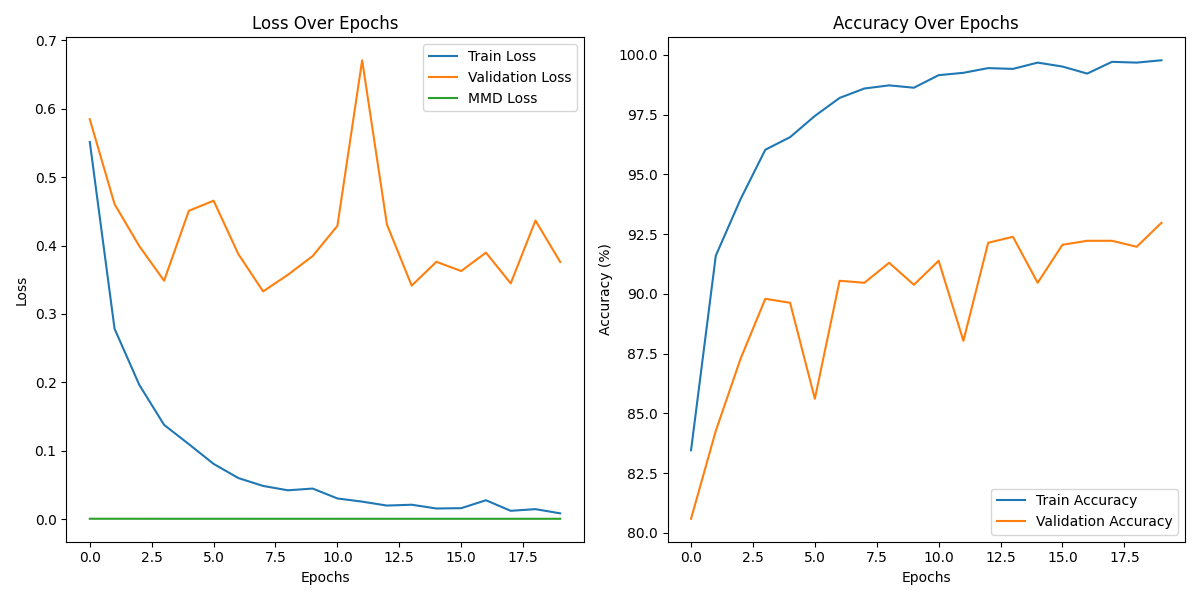 Loss Over Epochs
0.7
0.6
0.5
0.4
0.3
0.2
0.1
0.0
Loss
Train Loss
Validation Loss
MMD Loss
0.0 2.5 5.0 7.5 10.0 12.5 15.0 17.5
Epochs
Accuracy Over Epochs
100.0
97.5
95.0
92.5
90.0
87.5
85.0
82.5
80.0
Accuracy (%)
Train Accuracy
Validation Accuracy
0.0 2.5 5.0 7.5 10.0 12.5 15.0 17.5
Epochs